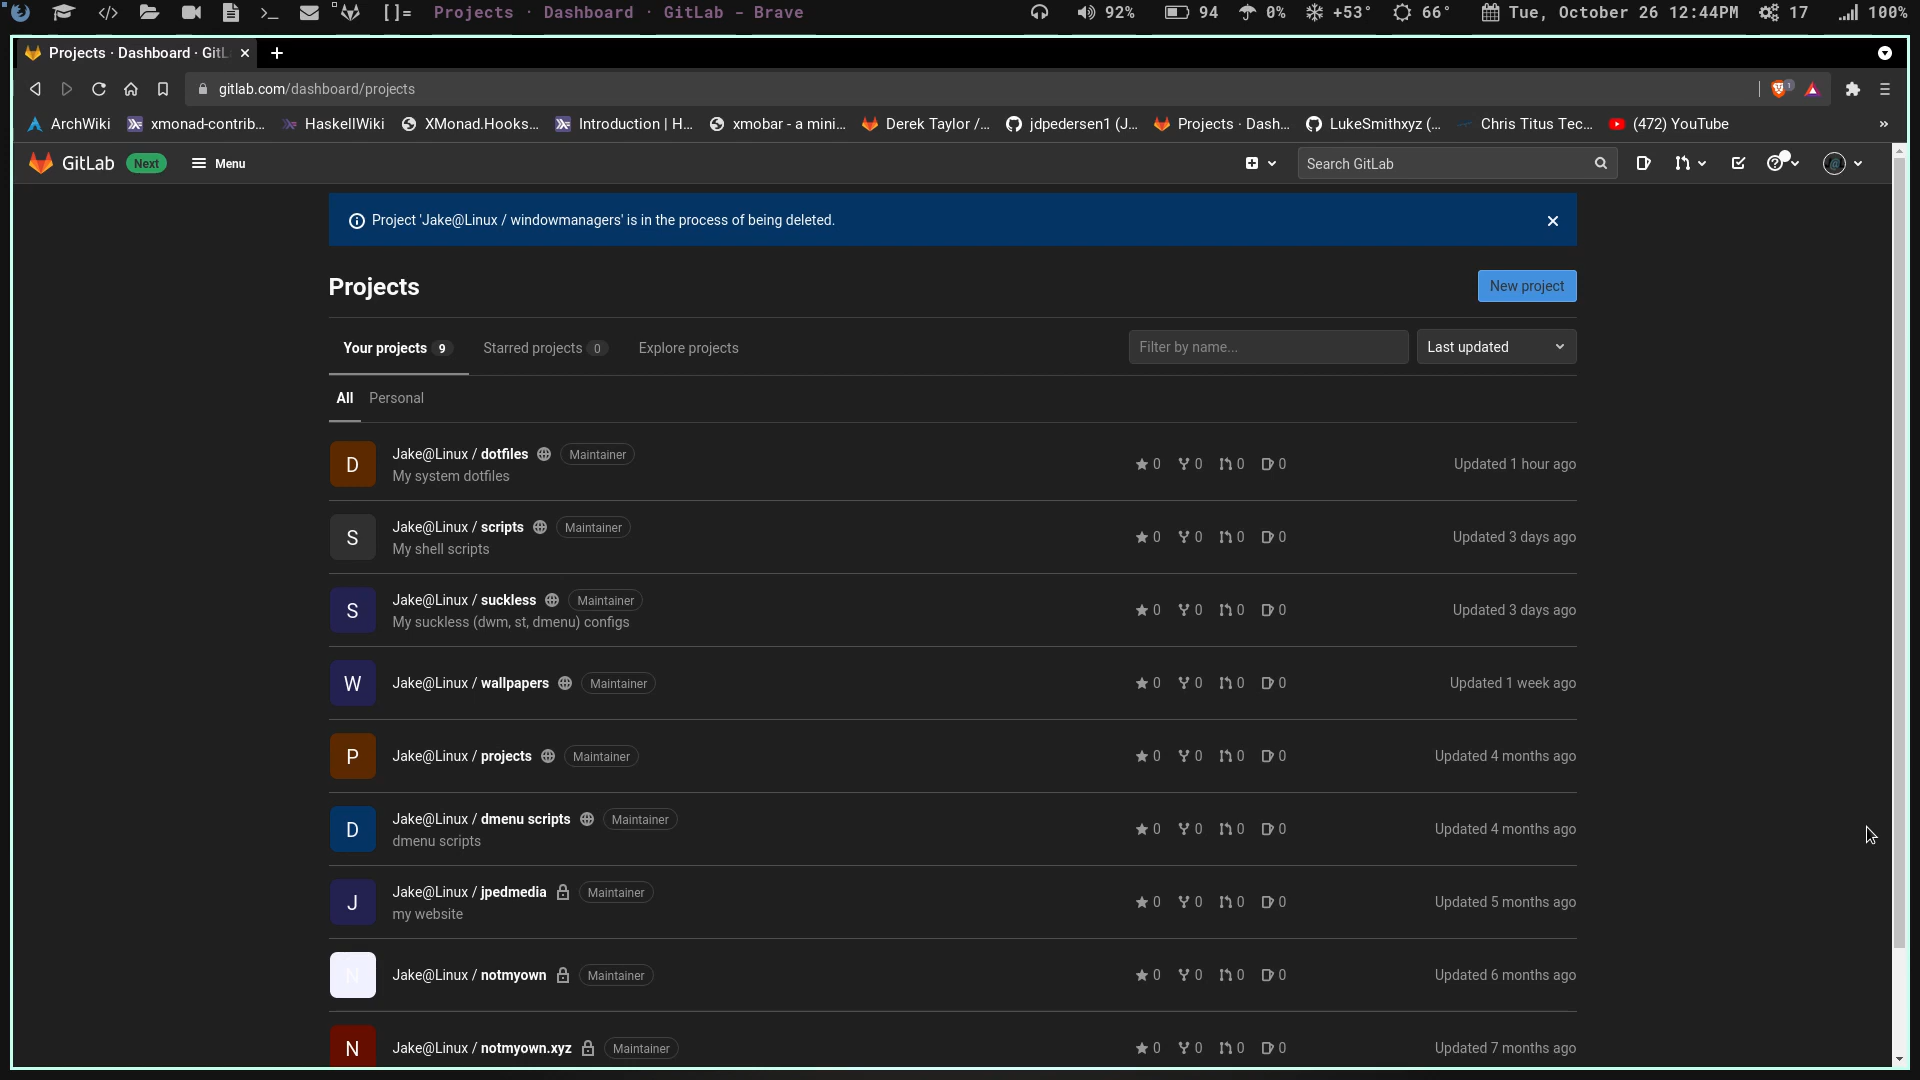 []= Projects · Dashboard · GitLab – Brave 92% 94 0% +53° 66° Tue, October 26 12:44PM 17 100%
Projects · Dashboard · GitL
gitlab.com/dashboard/projects 1
ArchWiki xmonad-contrib... HaskellWiki XMonad.Hooks... Introduction | H... xmobar - a mini... Derek Taylor /... jdpedersen1 (J... Projects · Dash... LukeSmithxyz (... Chris Titus Tec... (472) YouTube »
GitLab Next Menu Search GitLab
Project 'Jake@Linux / windowmanagers' is in the process of being deleted.
Projects New project
Your projects 9 Starred projects 0 Explore projects Filter by name... Last updated
All Personal
D Jake@Linux / dotfiles Maintainer 0 0 0 0 Updated 1 hour ago
My system dotfiles
S Jake@Linux / scripts Maintainer 0 0 0 0 Updated 3 days ago
My shell scripts
S Jake@Linux / suckless Maintainer 0 0 0 0 Updated 3 days ago
My suckless (dwm, st, dmenu) configs
W Jake@Linux / wallpapers Maintainer 0 0 0 0 Updated 1 week ago
P Jake@Linux / projects Maintainer 0 0 0 0 Updated 4 months ago
D Jake@Linux / dmenu scripts Maintainer 0 0 0 0 Updated 4 months ago
dmenu scripts
J Jake@Linux / jpedmedia Maintainer 0 0 0 0 Updated 5 months ago
my website
N Jake@Linux / notmyown Maintainer 0 0 0 0 Updated 6 months ago
N Jake@Linux / notmyown.xyz Maintainer 0 0 0 0 Updated 7 months ago